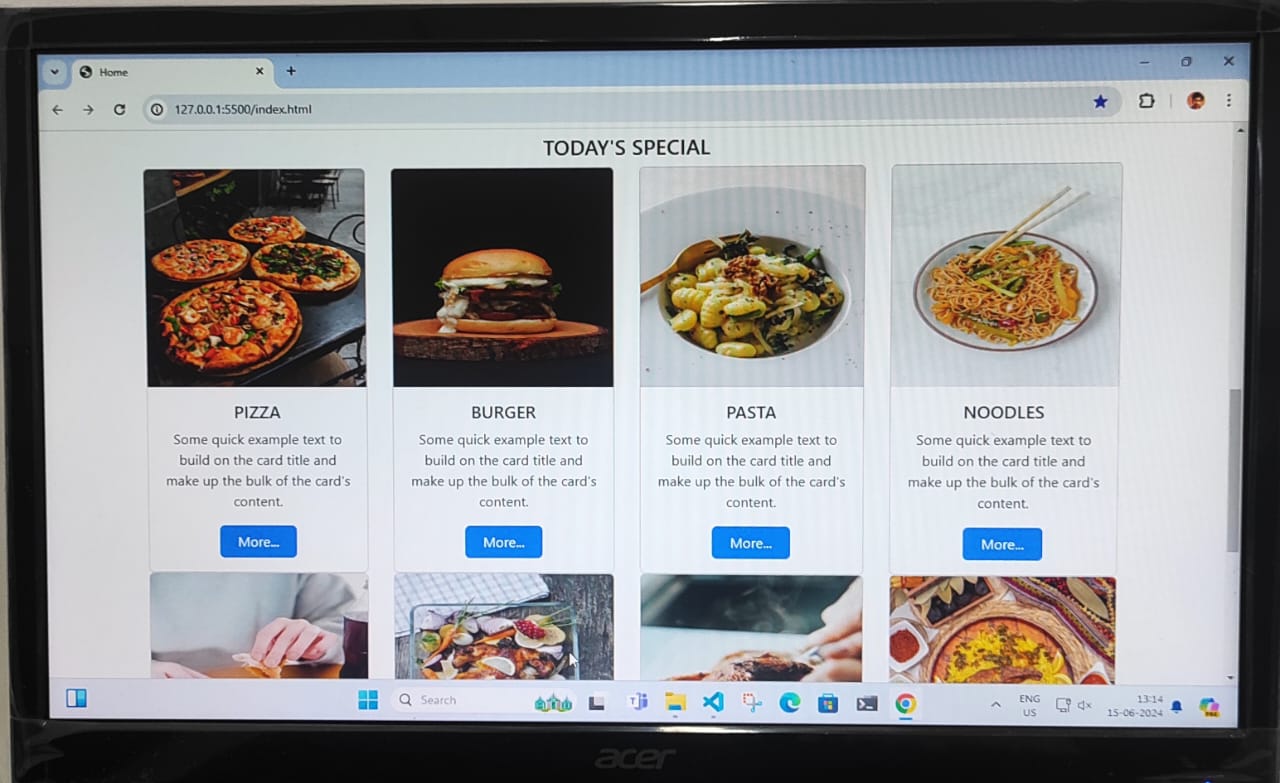 Home
127.0.0.1:5500/index.html
TODAY'S SPECIAL
PIZZA
Some quick example text to
build on the card title and
make up the bulk of the card's
content.
More...
BURGER
Some quick example text to
build on the card title and
make up the bulk of the card's
content.
More...
PASTA
Some quick example text to
build on the card title and
make up the bulk of the card's
content.
More...
NOODLES
Some quick example text to
build on the card title and
make up the bulk of the card's
content.
More...
Search
ENG
US
13:14
15-06-2024
acer